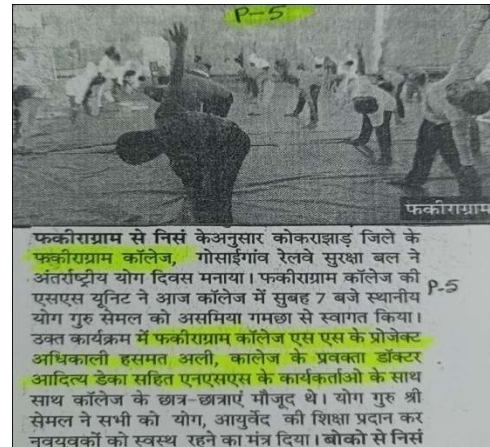 P-5
फकीराग्राम
फकीराग्राम से निसं केअनुसार कोकराझाड़ जिले के
फकीराग्राम कॉलेज, गोसाईगांव रेलवे सुरक्षा बल ने
अंतर्राष्ट्रीय योग दिवस मनाया। फकीराग्राम कॉलेज की
एसएस यूनिट ने आज कॉलेज में सुबह 7 बजे स्थानीय
P-5
योग गुरु सेमल को असमिया गमछा से स्वागत किया।
उक्त कार्यक्रम में फकीराग्राम कॉलेज एस एस के प्रोजेक्ट
अधिकाली हसमत अली, कालेज के प्रवक्ता डॉक्टर
आदित्य डेका सहित एनएसएस के कार्यकर्ताओ के साथ
साथ कॉलेज के छात्र-छात्राएं मौजूद थे। योग गुरु श्री
सेमल ने सभी को योग, आयुर्वेद की शिक्षा प्रदान कर
नवयुवकों को स्वस्थ रहने का मंत्र दिया। बोको से निसं